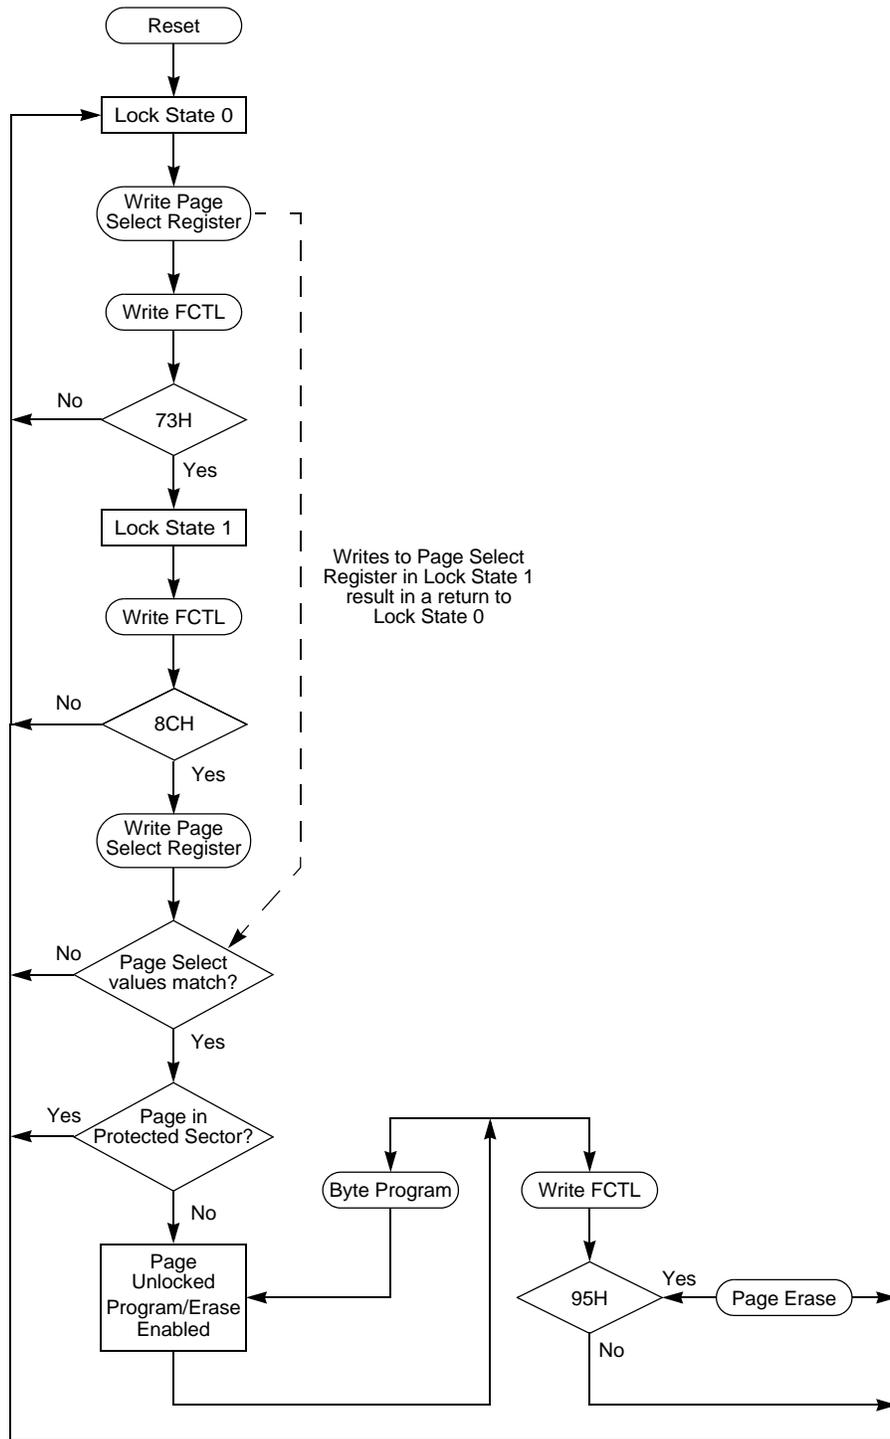 Reset
Lock State 0
Write Page
Select Register
Write FCTL
No
73H
Yes
Lock State 1
Writes to Page Select
Register in Lock State 1
result in a return to
Lock State 0
Write FCTL
No
8CH
Yes
Write Page
Select Register
No
Page Select
values match?
Yes
Yes
Page in
Protected Sector?
No
Byte Program
Write FCTL
Page
Unlocked
Program/Erase
Enabled
95H
Yes
Page Erase
No